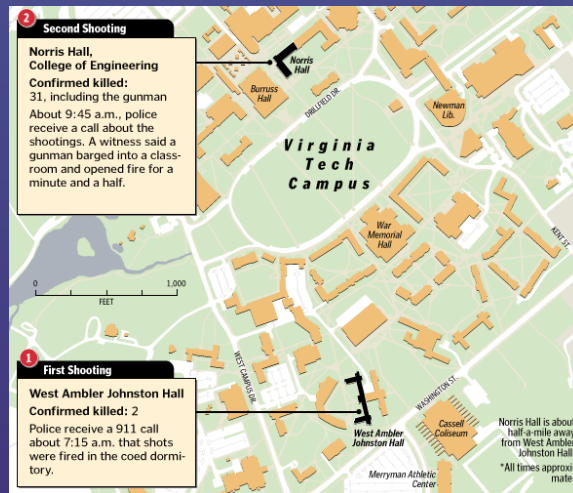 2
Second Shooting
Norris Hall,
College of Engineering
Confirmed killed:
31, including the gunman
About 9:45 a.m., police
receive a call about the
shootings. A witness said a
gunman barged into a class-
room and opened fire for a
minute and a half.
Norris
Hall
Burruss
Hall
DRILLFIELD DR.
Newman
Lib.
Virginia
Tech
Campus
War
Memorial
Hall
KENT ST.
0 1,000
FEET
WEST CAMPUS DR.
WASHINGTON ST.
1
First Shooting
West Ambler Johnston Hall
Confirmed killed: 2
Police receive a 911 call
about 7:15 a.m. that shots
were fired in the coed dormi-
tory.
West Ambler
Johnston Hall
Cassell
Coliseum
Merryman Athletic
Center
Norris Hall is about
half-a-mile away
from West Ambler
Johnston Hall
*All times approxi-
mate